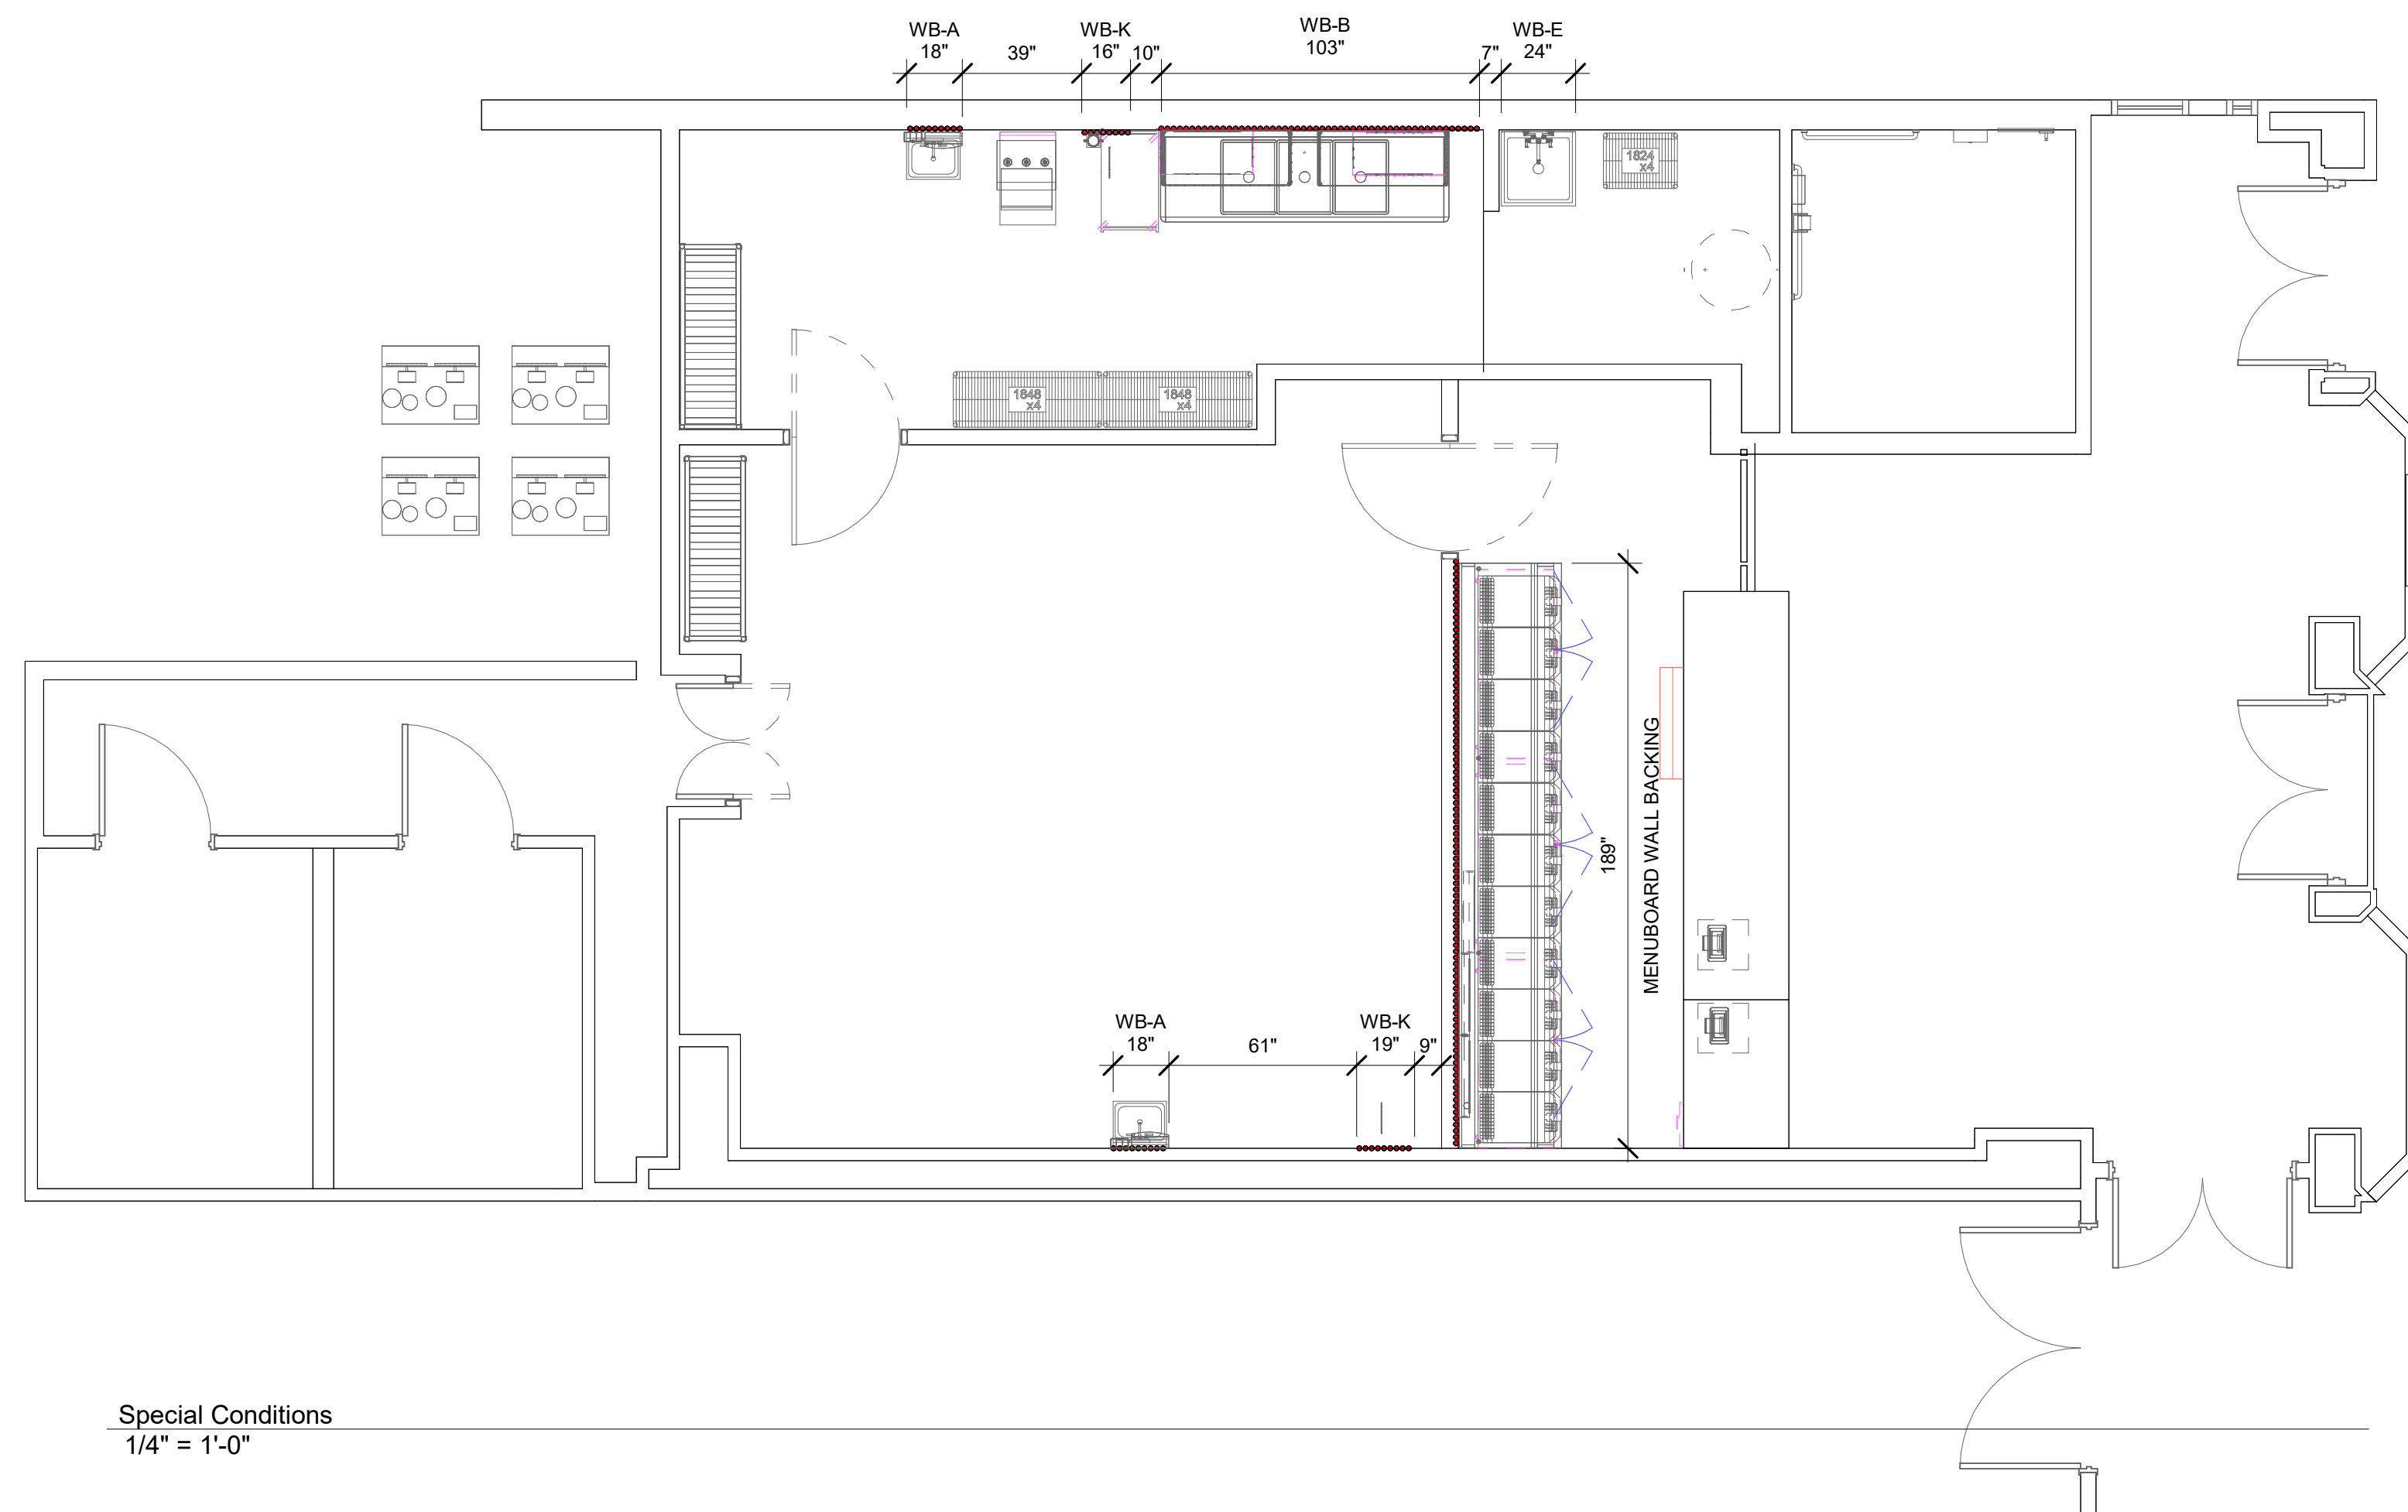 WB-A
18"
39"
WB-K
16"
10"
WB-B
103"
7"
WB-E
24"
1824
x4
1848
x4
1848
x4
189"
MENUBOARD WALL BACKING
WB-A
18"
61"
WB-K
19"
9"
Special Conditions
1/4" = 1'-0"